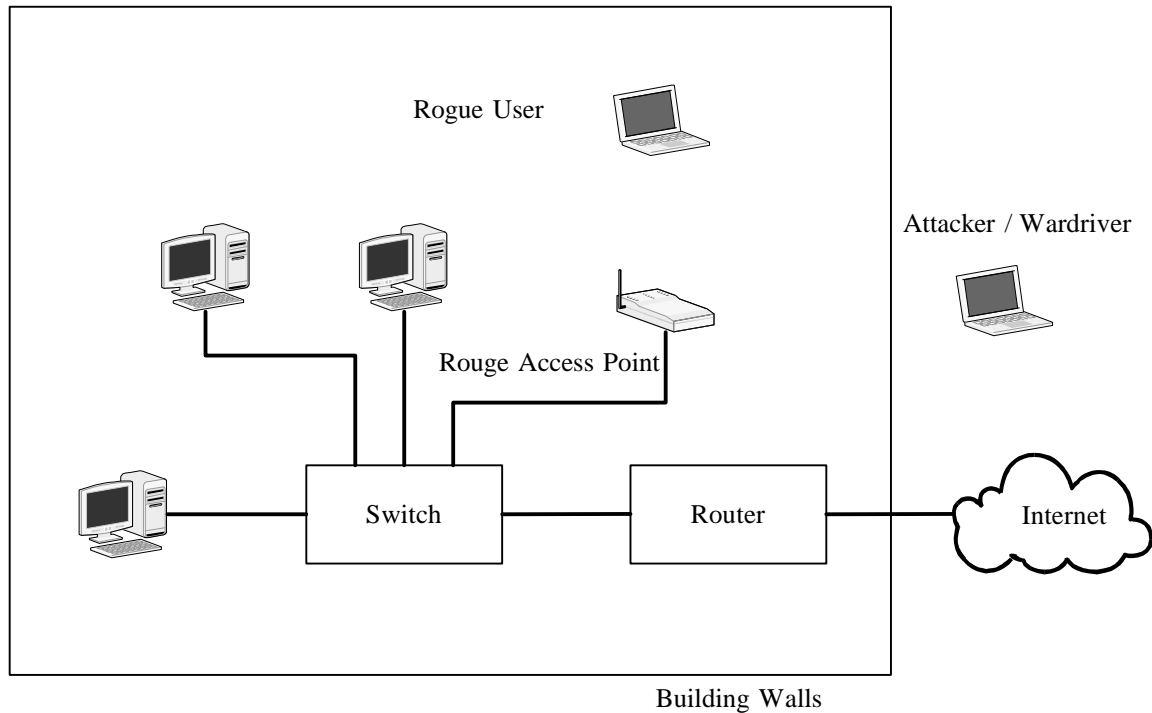 Rogue User
Attacker / Wardriver
Rouge Access Point
Switch
Router
Internet
Building Walls